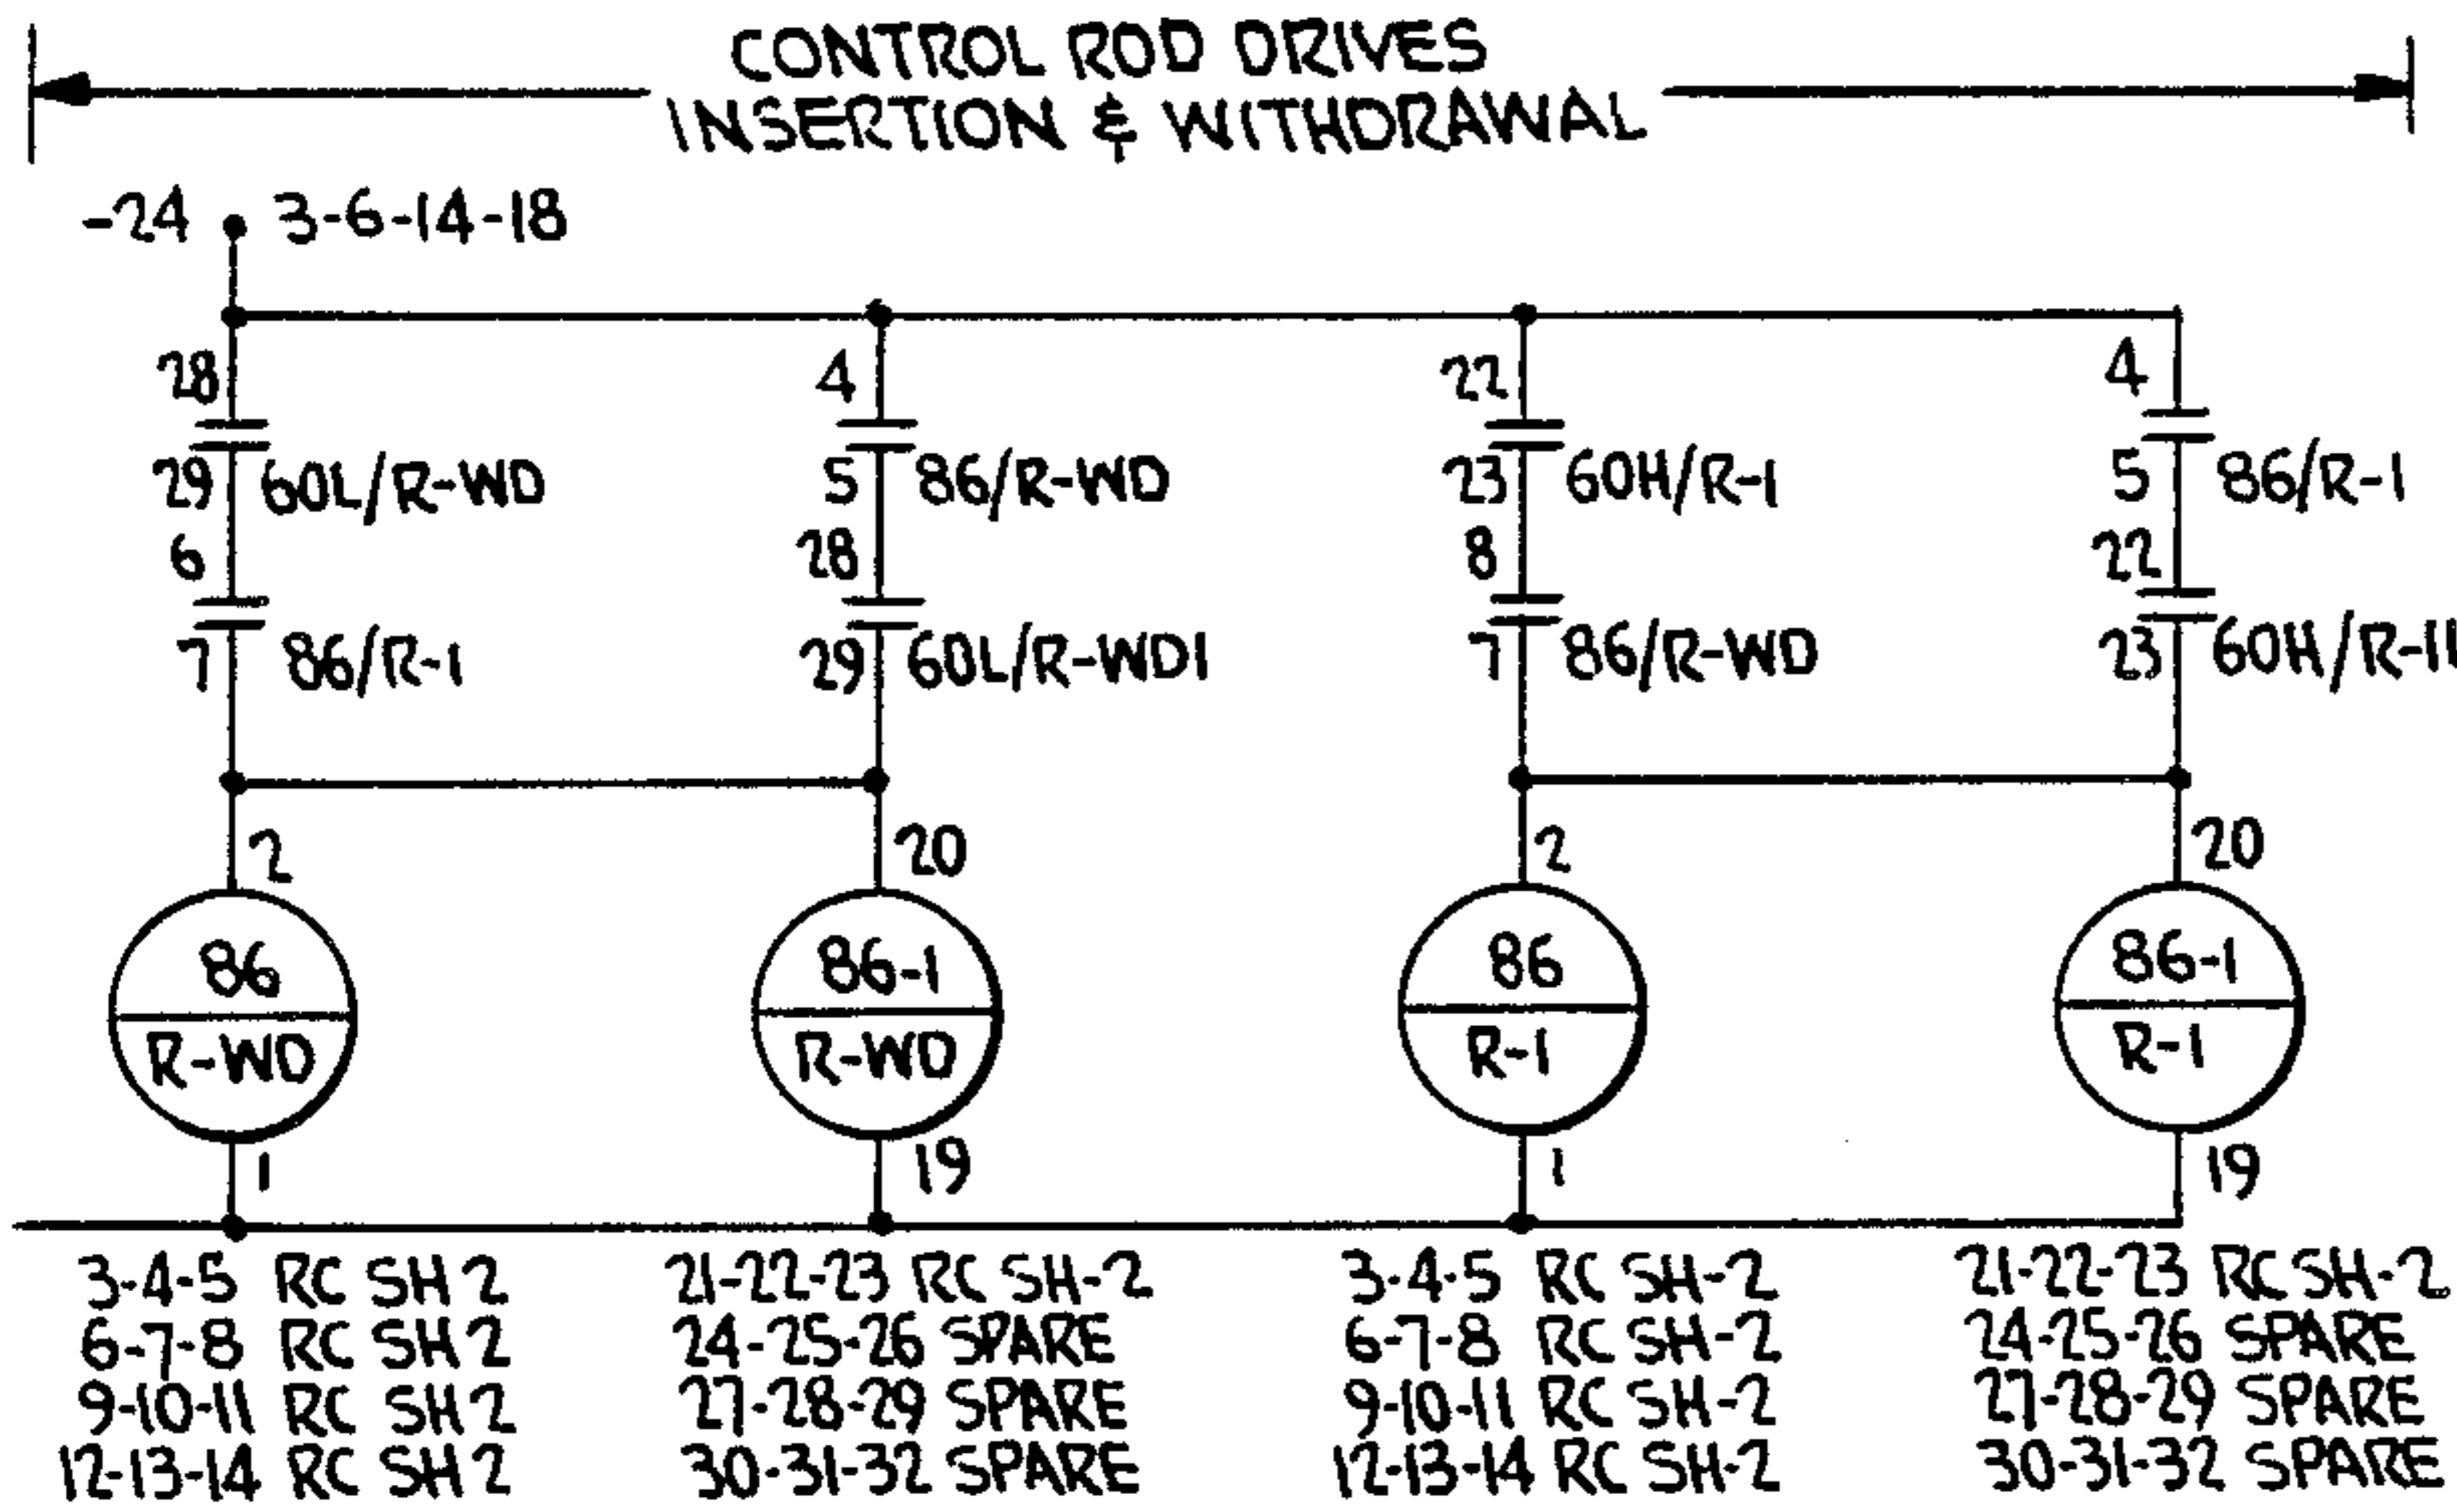 CONTROL ROD DRIVES
INSERTION & WITHDRAWAL
-24 3-6-14-18
28 4 22 4
29 60L/R-WD 5 86/R-WD 23 60H/R-1 5 86/R-1
6 28 8 22
7 86/R-1 29 60L/R-WD1 7 86/R-WD 23 60H/R-11
2 20 2 20
86 86-1 86 86-1
R-WD R-WD R-1 R-1
1 19 1 19
3-4-5 RC SH 2 21-22-23 RC SH-2 3-4-5 RC SH-2 21-22-23 RC SH-2
6-7-8 RC SH 2 24-25-26 SPARE 6-7-8 RC SH-2 24-25-26 SPARE
9-10-11 RC SH 2 27-28-29 SPARE 9-10-11 RC SH-2 27-28-29 SPARE
12-13-14 RC SH 2 30-31-32 SPARE 12-13-14 RC SH-2 30-31-32 SPARE